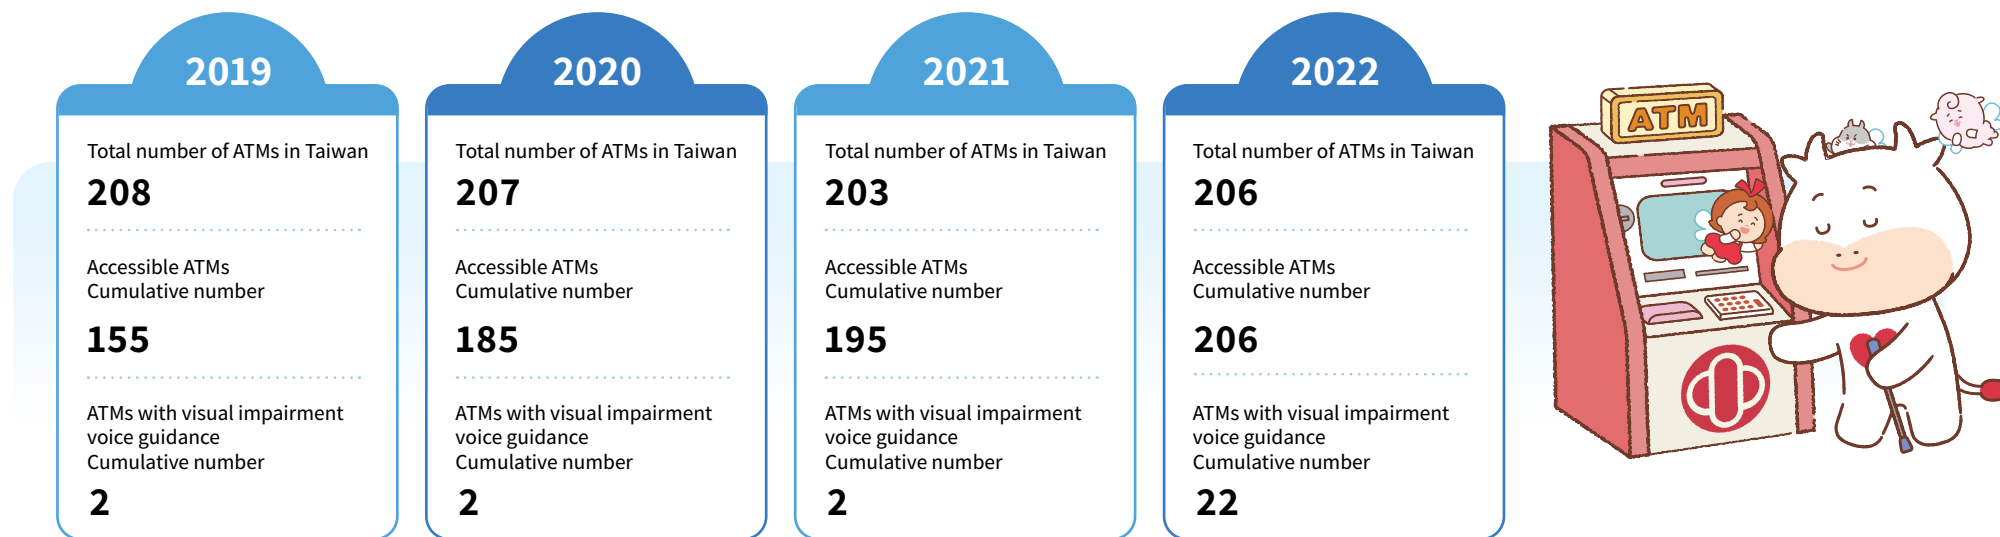 2019
Total number of ATMs in Taiwan
208
Accessible ATMs
Cumulative number
155
ATMs with visual impairment
voice guidance
Cumulative number
2
2020
Total number of ATMs in Taiwan
207
Accessible ATMs
Cumulative number
185
ATMs with visual impairment
voice guidance
Cumulative number
2
2021
Total number of ATMs in Taiwan
203
Accessible ATMs
Cumulative number
195
ATMs with visual impairment
voice guidance
Cumulative number
2
2022
Total number of ATMs in Taiwan
206
Accessible ATMs
Cumulative number
206
ATMs with visual impairment
voice guidance
Cumulative number
22
ATM